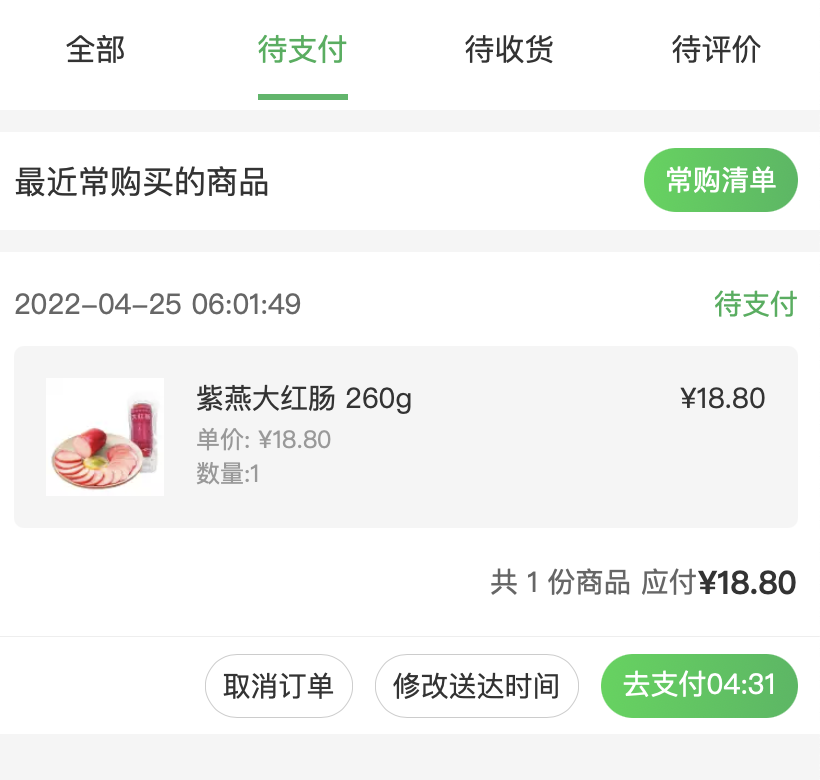 全部 待支付 待收货 待评价
最近常购买的商品 常购清单
2022-04-25 06:01:49 待支付
紫燕大红肠 260g ¥18.80
单价: ¥18.80
数量:1
共 1 份商品 应付¥18.80
取消订单 修改送达时间 去支付04:31